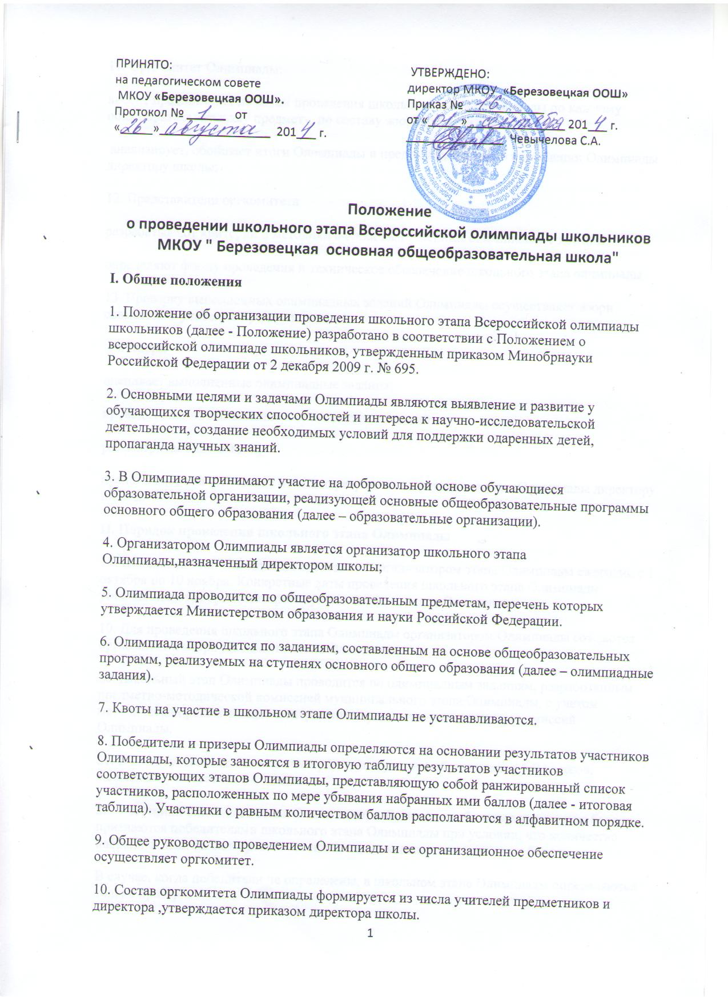 ПРИНЯТО:
на педагогическом совете
МКОУ «Березовецкая ООШ».
Протокол № 1 от
« 26 » августа 2014 г.
УТВЕРЖДЕНО:
директор МКОУ «Березовецкая ООШ»
Приказ № 76
от « 01 » сентября 2014 г.
Чевычелова С.А.
Положение
о проведении школьного этапа Всероссийской олимпиады школьников
МКОУ " Березовецкая основная общеобразовательная школа"
I. Общие положения
1. Положение об организации проведения школьного этапа Всероссийской олимпиады
школьников (далее - Положение) разработано в соответствии с Положением о
всероссийской олимпиаде школьников, утвержденным приказом Минобрнауки
Российской Федерации от 2 декабря 2009 г. № 695.
2. Основными целями и задачами Олимпиады являются выявление и развитие у
обучающихся творческих способностей и интереса к научно-исследовательской
деятельности, создание необходимых условий для поддержки одаренных детей,
пропаганда научных знаний.
3. В Олимпиаде принимают участие на добровольной основе обучающиеся
образовательной организации, реализующей основные общеобразовательные программы
основного общего образования (далее – образовательные организации).
4. Организатором Олимпиады является организатор школьного этапа
Олимпиады,назначенный директором школы;
5. Олимпиада проводится по общеобразовательным предметам, перечень которых
утверждается Министерством образования и науки Российской Федерации.
6. Олимпиада проводится по заданиям, составленным на основе общеобразовательных
программ, реализуемых на ступенях основного общего образования (далее – олимпиадные
задания).
7. Квоты на участие в школьном этапе Олимпиады не устанавливаются.
8. Победители и призеры Олимпиады определяются на основании результатов участников
Олимпиады, которые заносятся в итоговую таблицу результатов участников
соответствующих этапов Олимпиады, представляющую собой ранжированный список
участников, расположенных по мере убывания набранных ими баллов (далее - итоговая
таблица). Участники с равным количеством баллов располагаются в алфавитном порядке.
9. Общее руководство проведением Олимпиады и ее организационное обеспечение
осуществляет оргкомитет.
10. Состав оргкомитета Олимпиады формируется из числа учителей предметников и
директора ,утверждается приказом директора школы.
1